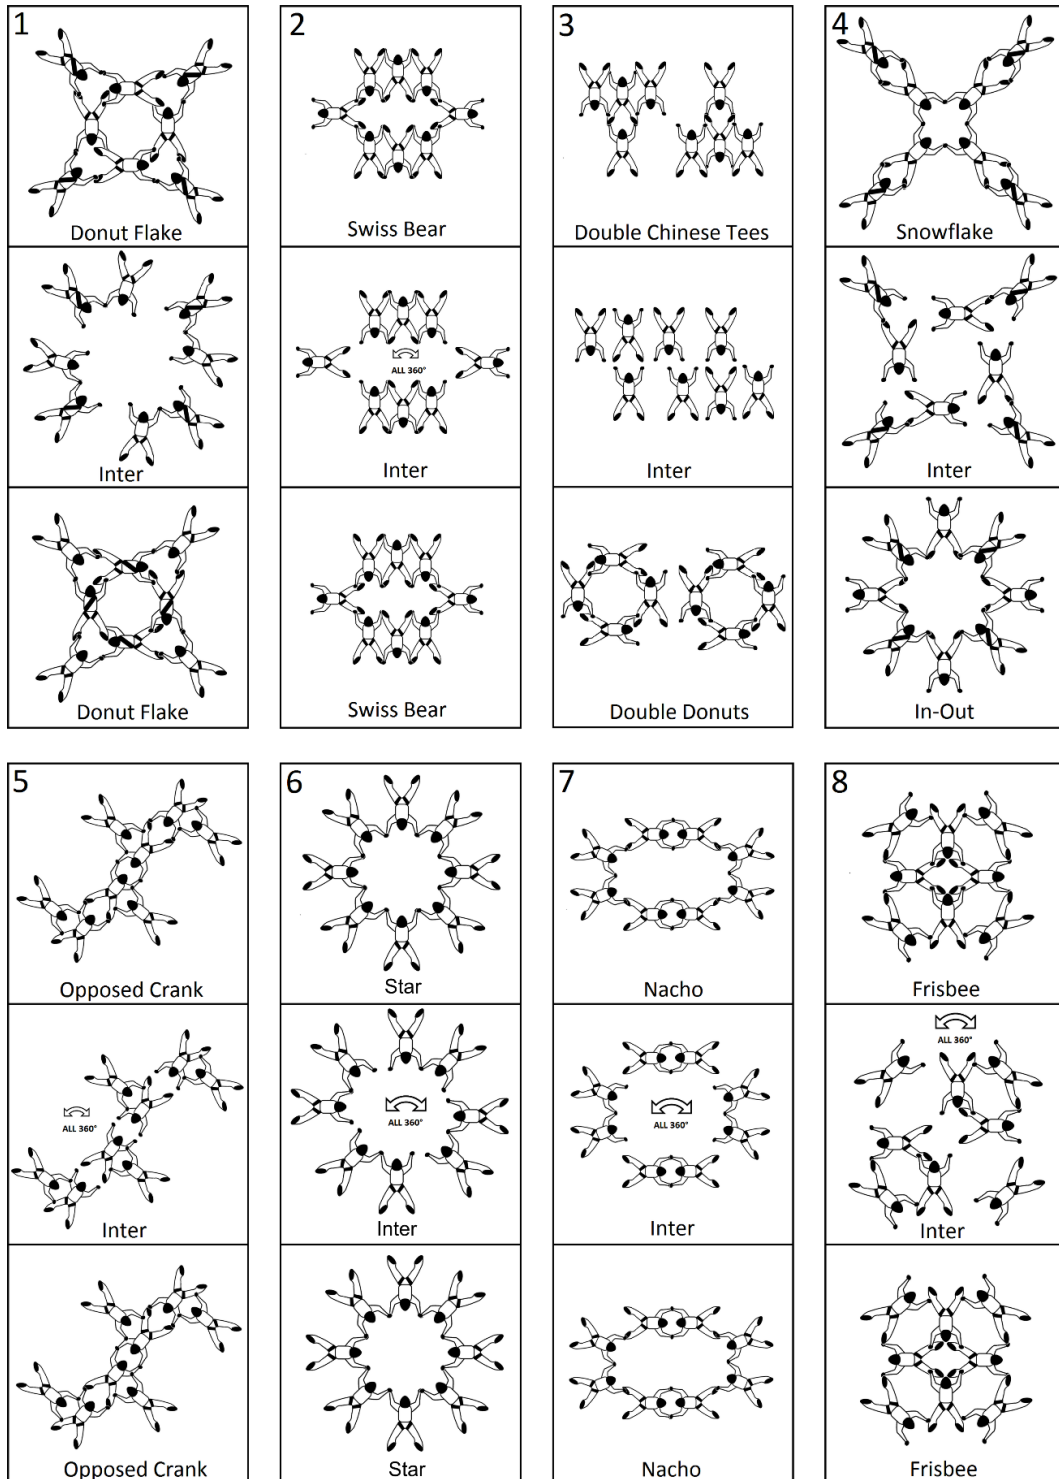 1
Donut Flake
Inter
Donut Flake
2
Swiss Bear
ALL 360°
Inter
Swiss Bear
3
Double Chinese Tees
Inter
Double Donuts
4
Snowflake
Inter
In-Out
5
Opposed Crank
ALL 360°
Inter
Opposed Crank
6
Star
ALL 360°
Inter
Star
7
Nacho
ALL 360°
Inter
Nacho
8
Frisbee
ALL 360°
Inter
Frisbee